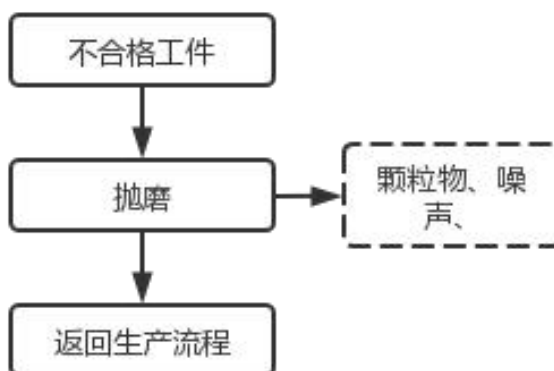 不合格工件
抛磨
颗粒物、噪
声、
返回生产流程